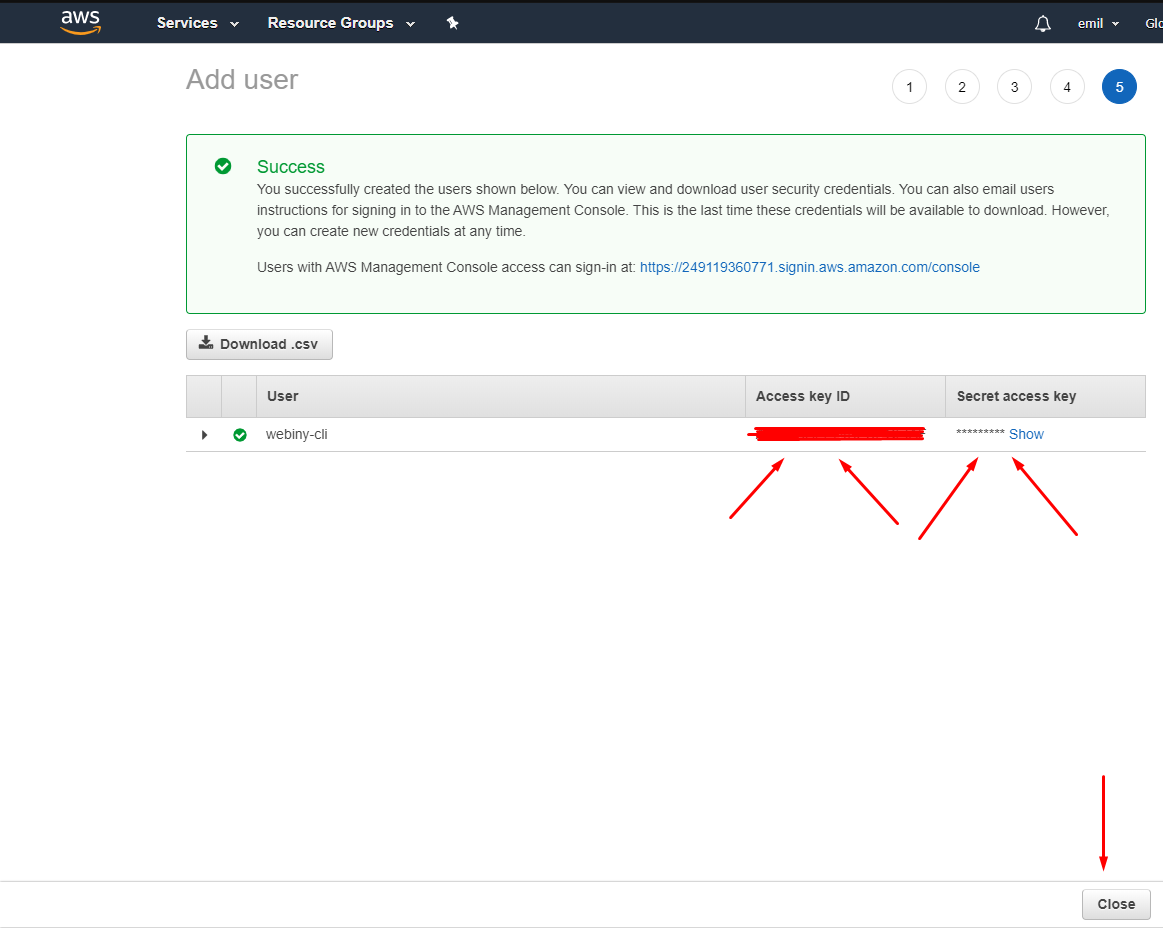 aws Services Resource Groups emil Glo
Add user
1 2 3 4 5
Success
You successfully created the users shown below. You can view and download user security credentials. You can also email users
instructions for signing in to the AWS Management Console. This is the last time these credentials will be available to download. However,
you can create new credentials at any time.
Users with AWS Management Console access can sign-in at: https://249119360771.signin.aws.amazon.com/console
Download .csv
User Access key ID Secret access key
webiny-cli ********* Show
Close